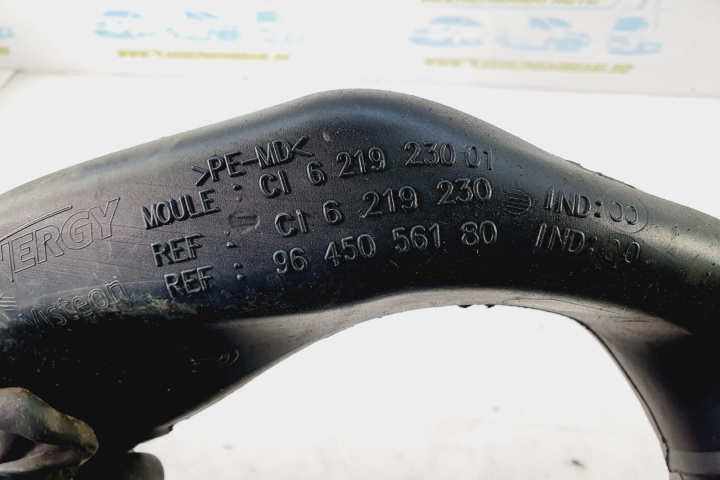 >PE-MD<
MOULE: CI 6 219 230 01
REF: CI 6 219 230 IND:00
REF: 96 450 561 80 IND:00
NERGY
Visteon